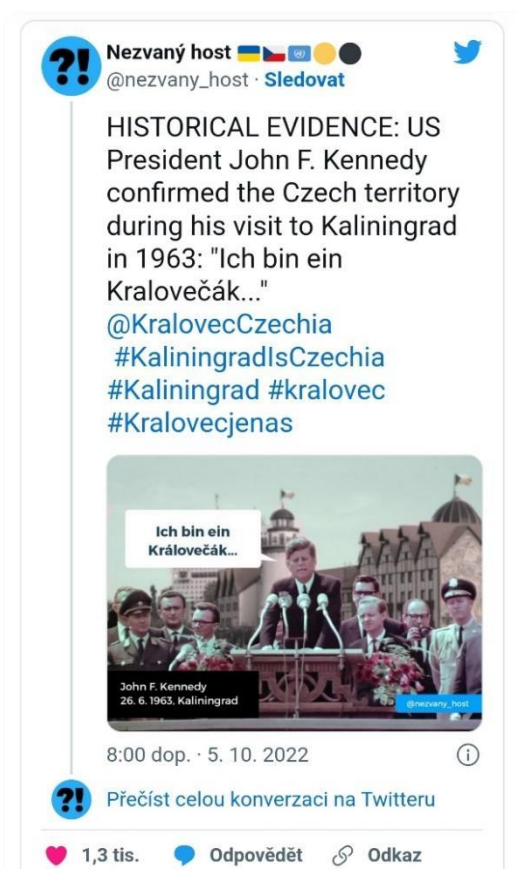 ?!
Nezvaný host
@nezvany_host · Sledovat
HISTORICAL EVIDENCE: US
President John F. Kennedy
confirmed the Czech territory
during his visit to Kaliningrad
in 1963: "Ich bin ein
Kralovečák..."
@KralovecCzechia
#KaliningradIsCzechia
#Kaliningrad #kralovec
#Kralovecjenas
Ich bin ein
Královečák...
John F. Kennedy
26. 6. 1963, Kaliningrad
@nezvany_host
8:00 dop. · 5. 10. 2022
?!
Přečíst celou konverzaci na Twitteru
1,3 tis. Odpovědět Odkaz